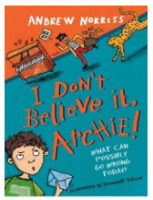 ANDREW NORRISS
I DON'T
BELIEVE IT,
ARCHIE!
WHAT CAN
POSSIBLY
GO WRONG
TODAY?